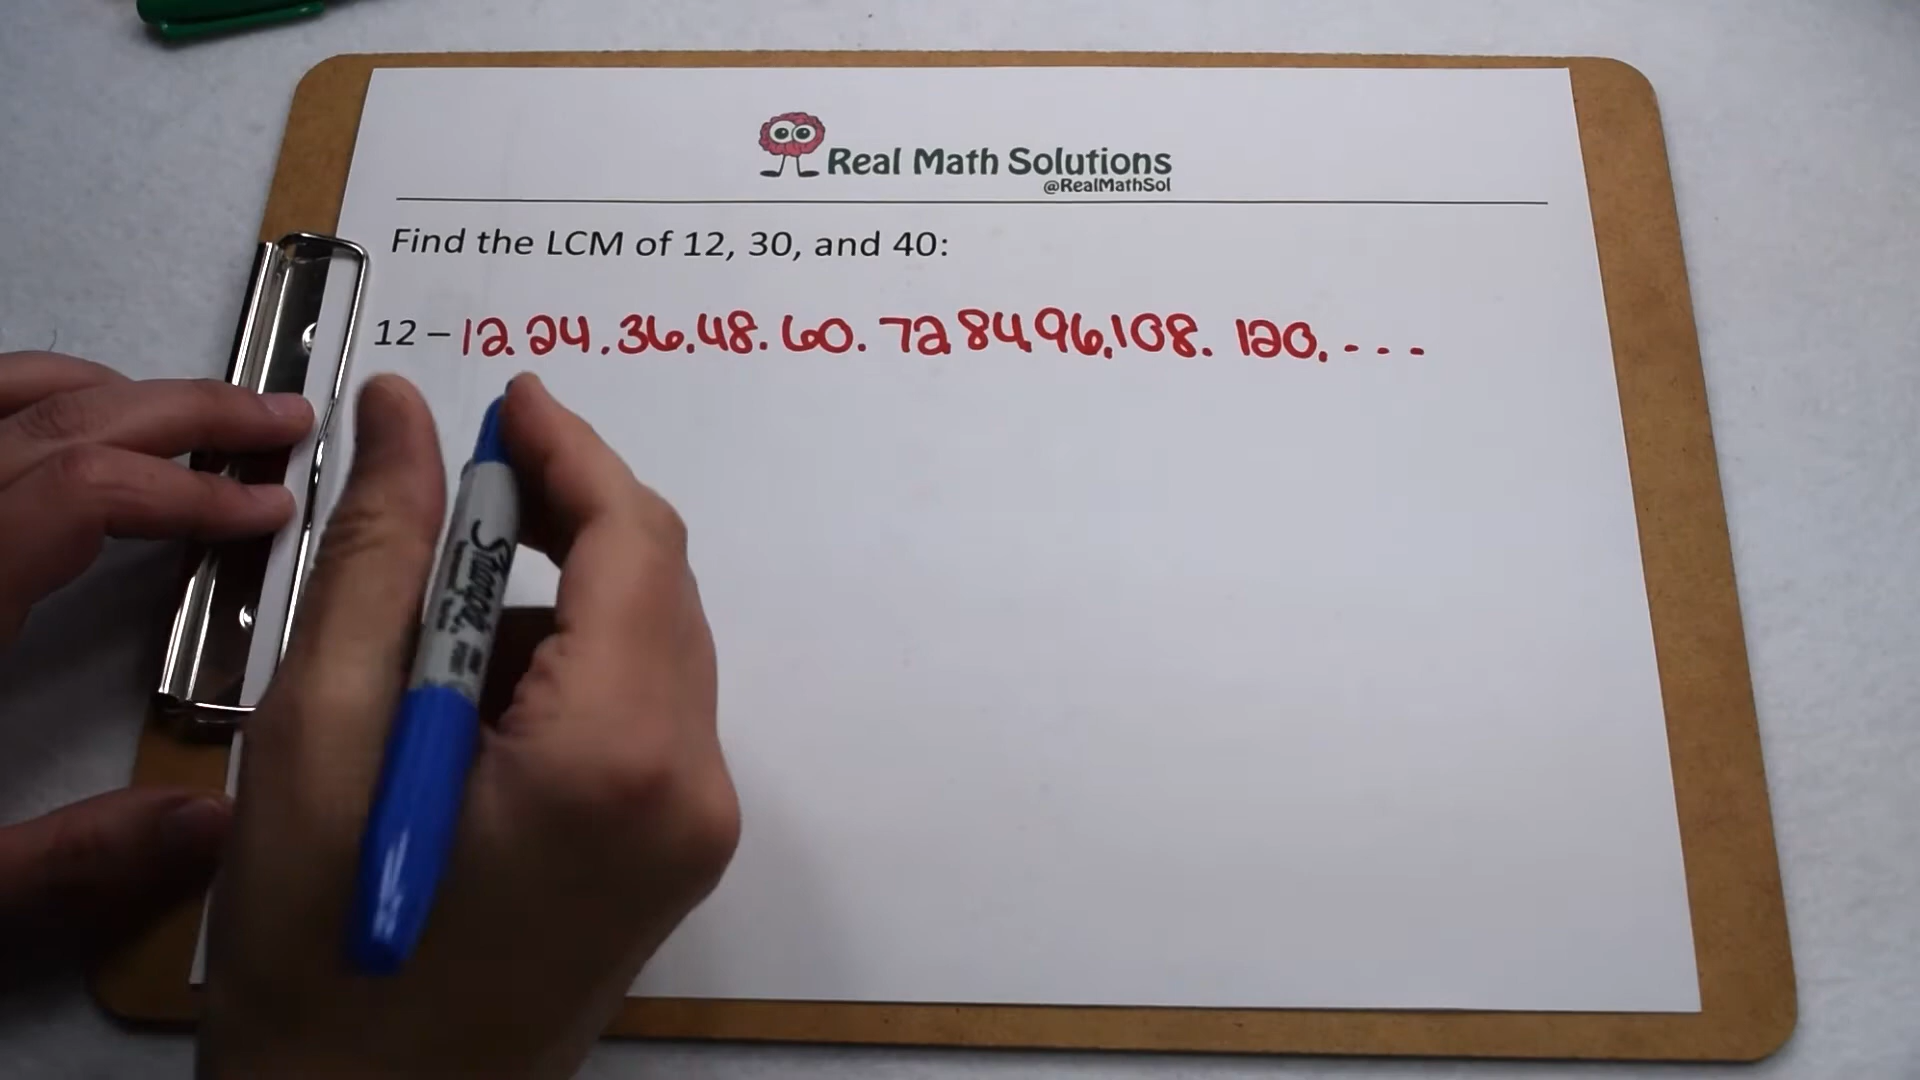 Real Math Solutions
@RealMathSol
Find the LCM of 12, 30, and 40:
12 – 12. 24. 36. 48. 60. 72 84 96, 108. 120. - - -
Sharpie